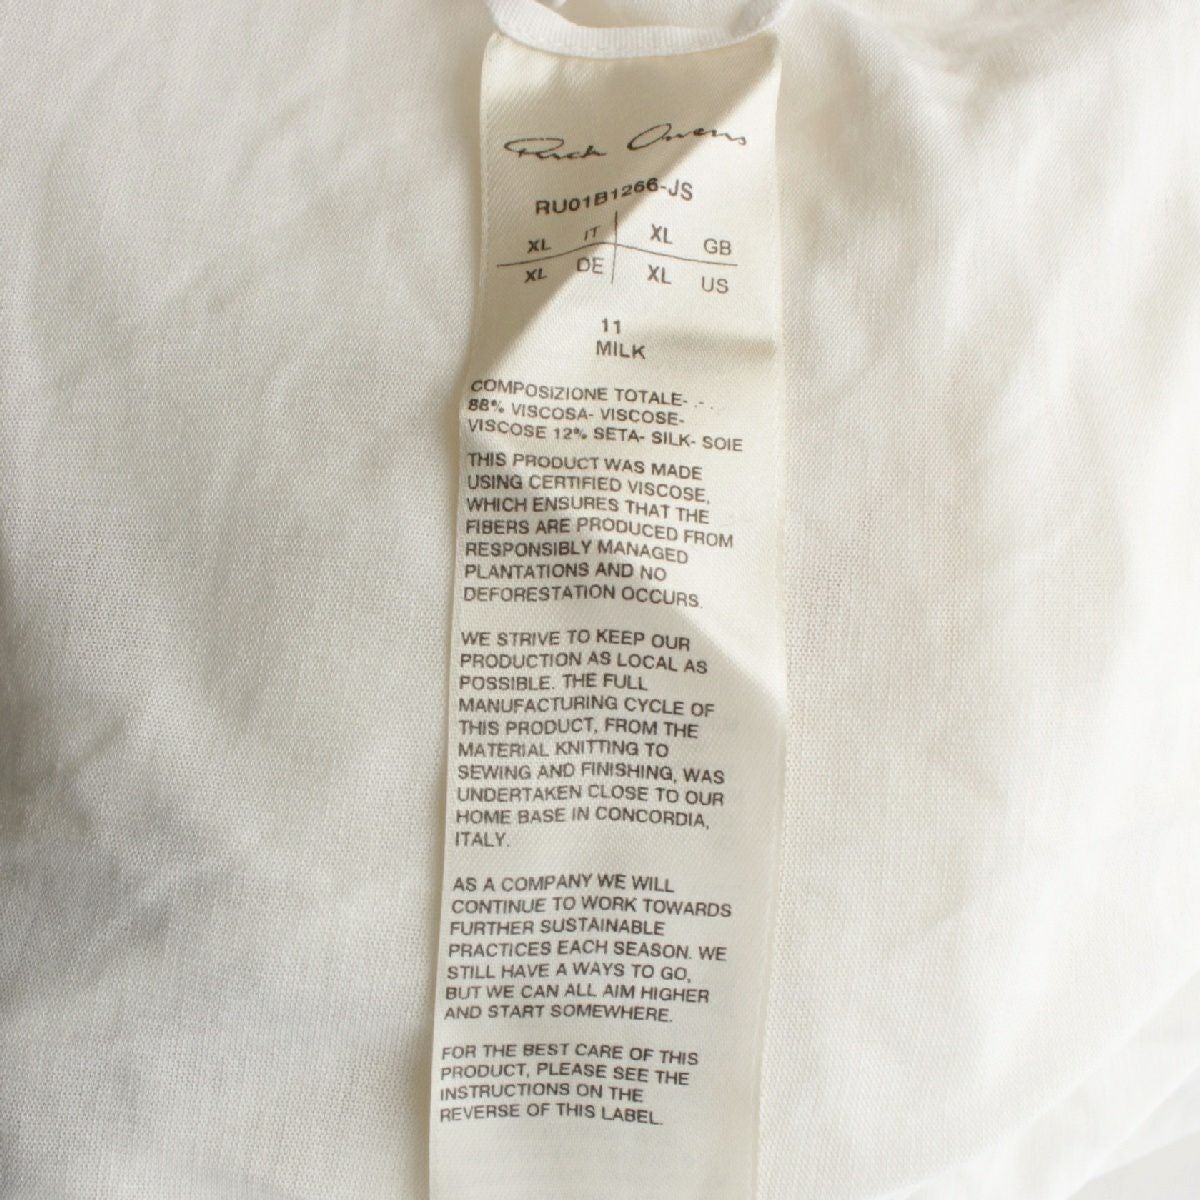 Rick Owens
RU01B1266-JS
XL IT XL GB
XL DE XL US
11
MILK
COMPOSIZIONE TOTALE- .- .
88% VISCOSA- VISCOSE-
VISCOSE 12% SETA- SILK- SOIE
THIS PRODUCT WAS MADE
USING CERTIFIED VISCOSE,
WHICH ENSURES THAT THE
FIBERS ARE PRODUCED FROM
RESPONSIBLY MANAGED
PLANTATIONS AND NO
DEFORESTATION OCCURS.
WE STRIVE TO KEEP OUR
PRODUCTION AS LOCAL AS
POSSIBLE. THE FULL
MANUFACTURING CYCLE OF
THIS PRODUCT, FROM THE
MATERIAL KNITTING TO
SEWING AND FINISHING, WAS
UNDERTAKEN CLOSE TO OUR
HOME BASE IN CONCORDIA,
ITALY.
AS A COMPANY WE WILL
CONTINUE TO WORK TOWARDS
FURTHER SUSTAINABLE
PRACTICES EACH SEASON. WE
STILL HAVE A WAYS TO GO,
BUT WE CAN ALL AIM HIGHER
AND START SOMEWHERE.
FOR THE BEST CARE OF THIS
PRODUCT, PLEASE SEE THE
INSTRUCTIONS ON THE
REVERSE OF THIS LABEL.